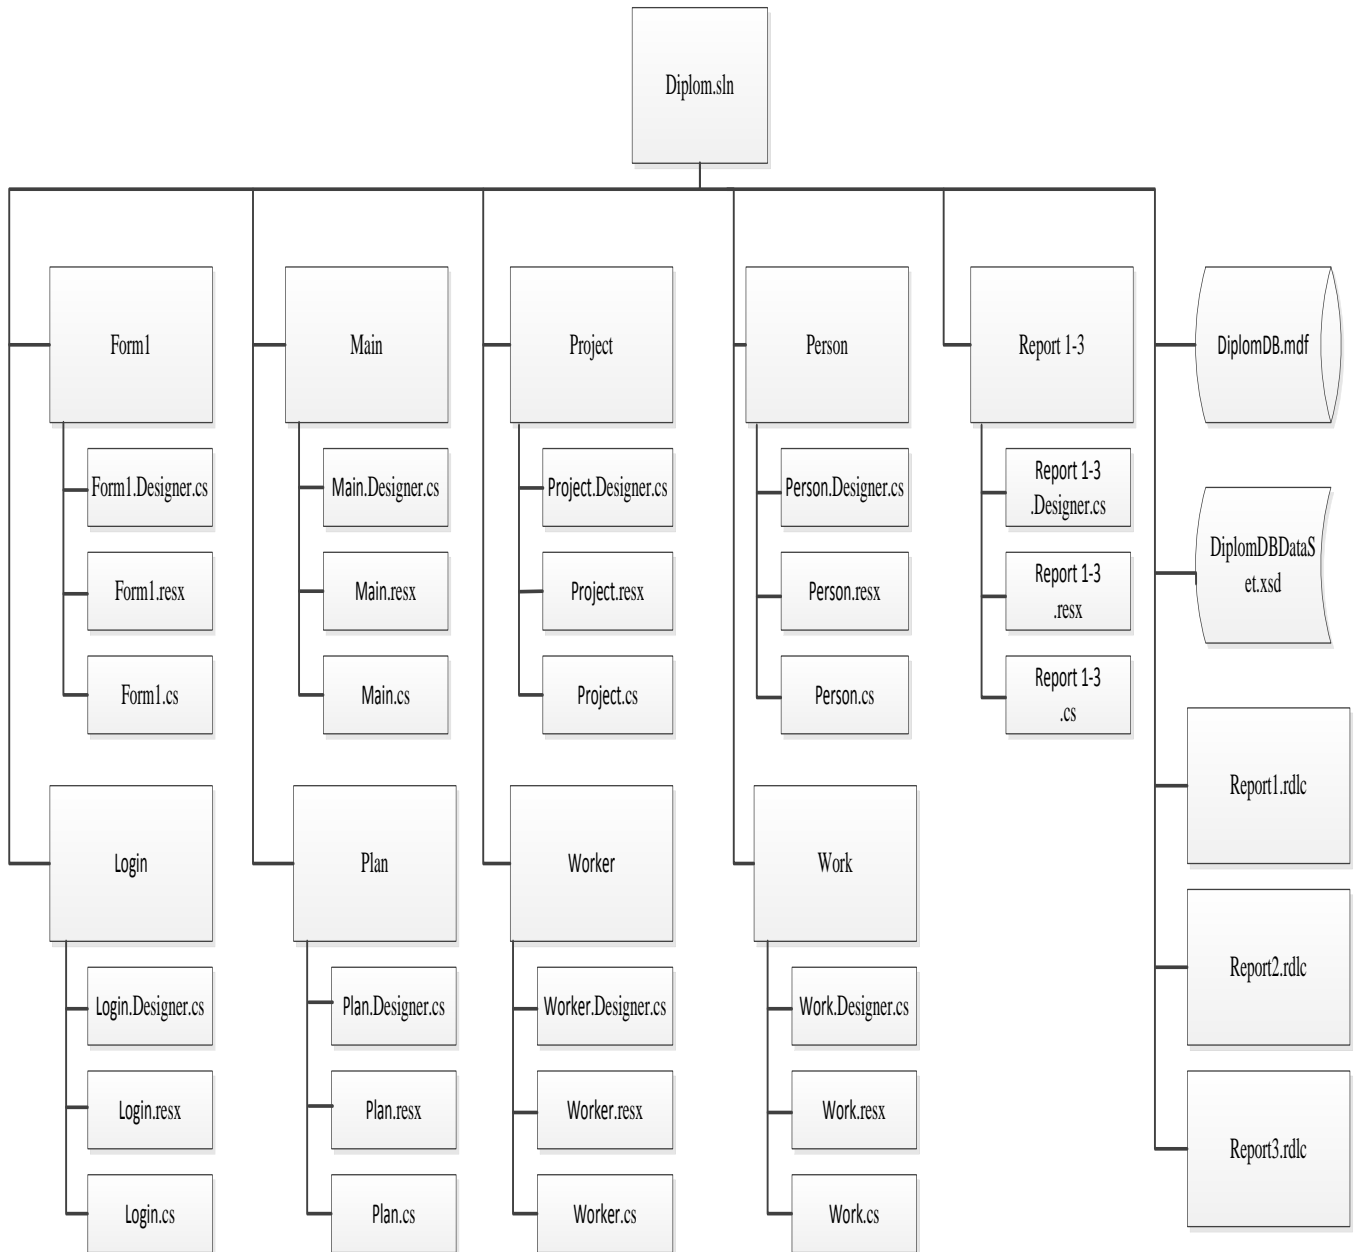 Diplom.sln
Form1
Main
Project
Person
Report 1-3
DiplomDB.mdf
Form1.Designer.cs
Main.Designer.cs
Project.Designer.cs
Person.Designer.cs
Report 1-3
.Designer.cs
DiplomDBDataS
et.xsd
Form1.resx
Main.resx
Project.resx
Person.resx
Report 1-3
.resx
Form1.cs
Main.cs
Project.cs
Person.cs
Report 1-3
.cs
Report1.rdlc
Login
Plan
Worker
Work
Report2.rdlc
Login.Designer.cs
Plan.Designer.cs
Worker.Designer.cs
Work.Designer.cs
Login.resx
Plan.resx
Worker.resx
Work.resx
Report3.rdlc
Login.cs
Plan.cs
Worker.cs
Work.cs